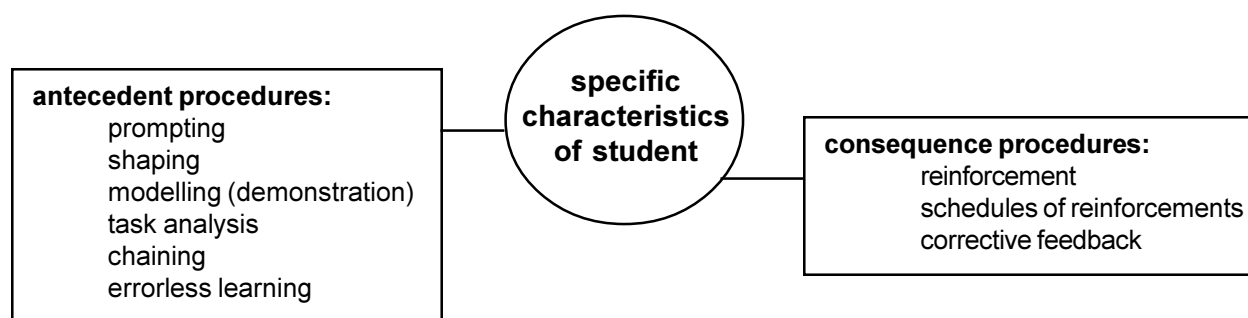 antecedent procedures:
prompting
shaping
modelling (demonstration)
task analysis
chaining
errorless learning
specific
characteristics
of student
consequence procedures:
reinforcement
schedules of reinforcements
corrective feedback